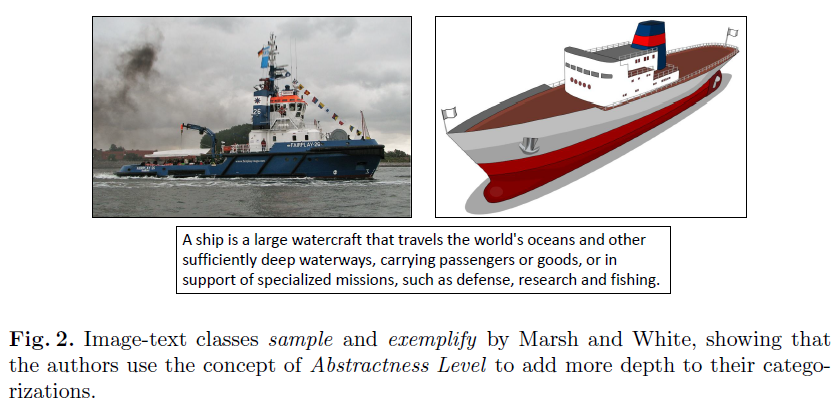 26
FAIRPLAY-26
A ship is a large watercraft that travels the world's oceans and other
sufficiently deep waterways, carrying passengers or goods, or in
support of specialized missions, such as defense, research and fishing.
Fig. 2. Image-text classes sample and exemplify by Marsh and White, showing that
the authors use the concept of Abstractness Level to add more depth to their catego-
rizations.